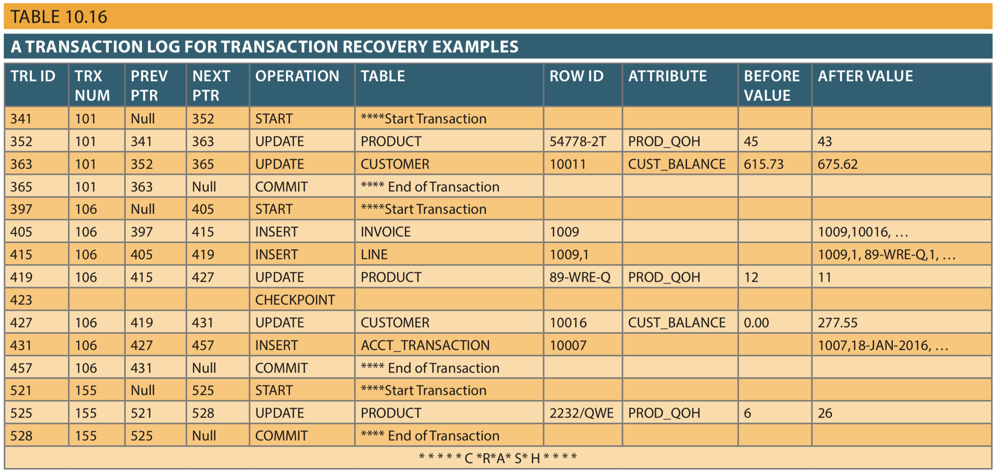 TABLE 10.16
A TRANSACTION LOG FOR TRANSACTION RECOVERY EXAMPLES
TRL ID TRX NUM PREV PTR NEXT PTR OPERATION TABLE ROW ID ATTRIBUTE BEFORE VALUE AFTER VALUE
341 101 Null 352 START ****Start Transaction
352 101 341 363 UPDATE PRODUCT 54778-2T PROD_QOH 45 43
363 101 352 365 UPDATE CUSTOMER 10011 CUST_BALANCE 615.73 675.62
365 101 363 Null COMMIT **** End of Transaction
397 106 Null 405 START ****Start Transaction
405 106 397 415 INSERT INVOICE 1009 1009,10016, …
415 106 405 419 INSERT LINE 1009,1 1009,1, 89-WRE-Q,1, …
419 106 415 427 UPDATE PRODUCT 89-WRE-Q PROD_QOH 12 11
423 CHECKPOINT
427 106 419 431 UPDATE CUSTOMER 10016 CUST_BALANCE 0.00 277.55
431 106 427 457 INSERT ACCT_TRANSACTION 10007 1007,18-JAN-2016, …
457 106 431 Null COMMIT **** End of Transaction
521 155 Null 525 START ****Start Transaction
525 155 521 528 UPDATE PRODUCT 2232/QWE PROD_QOH 6 26
528 155 525 Null COMMIT **** End of Transaction
* * * * * C *R*A* S* H * * * *